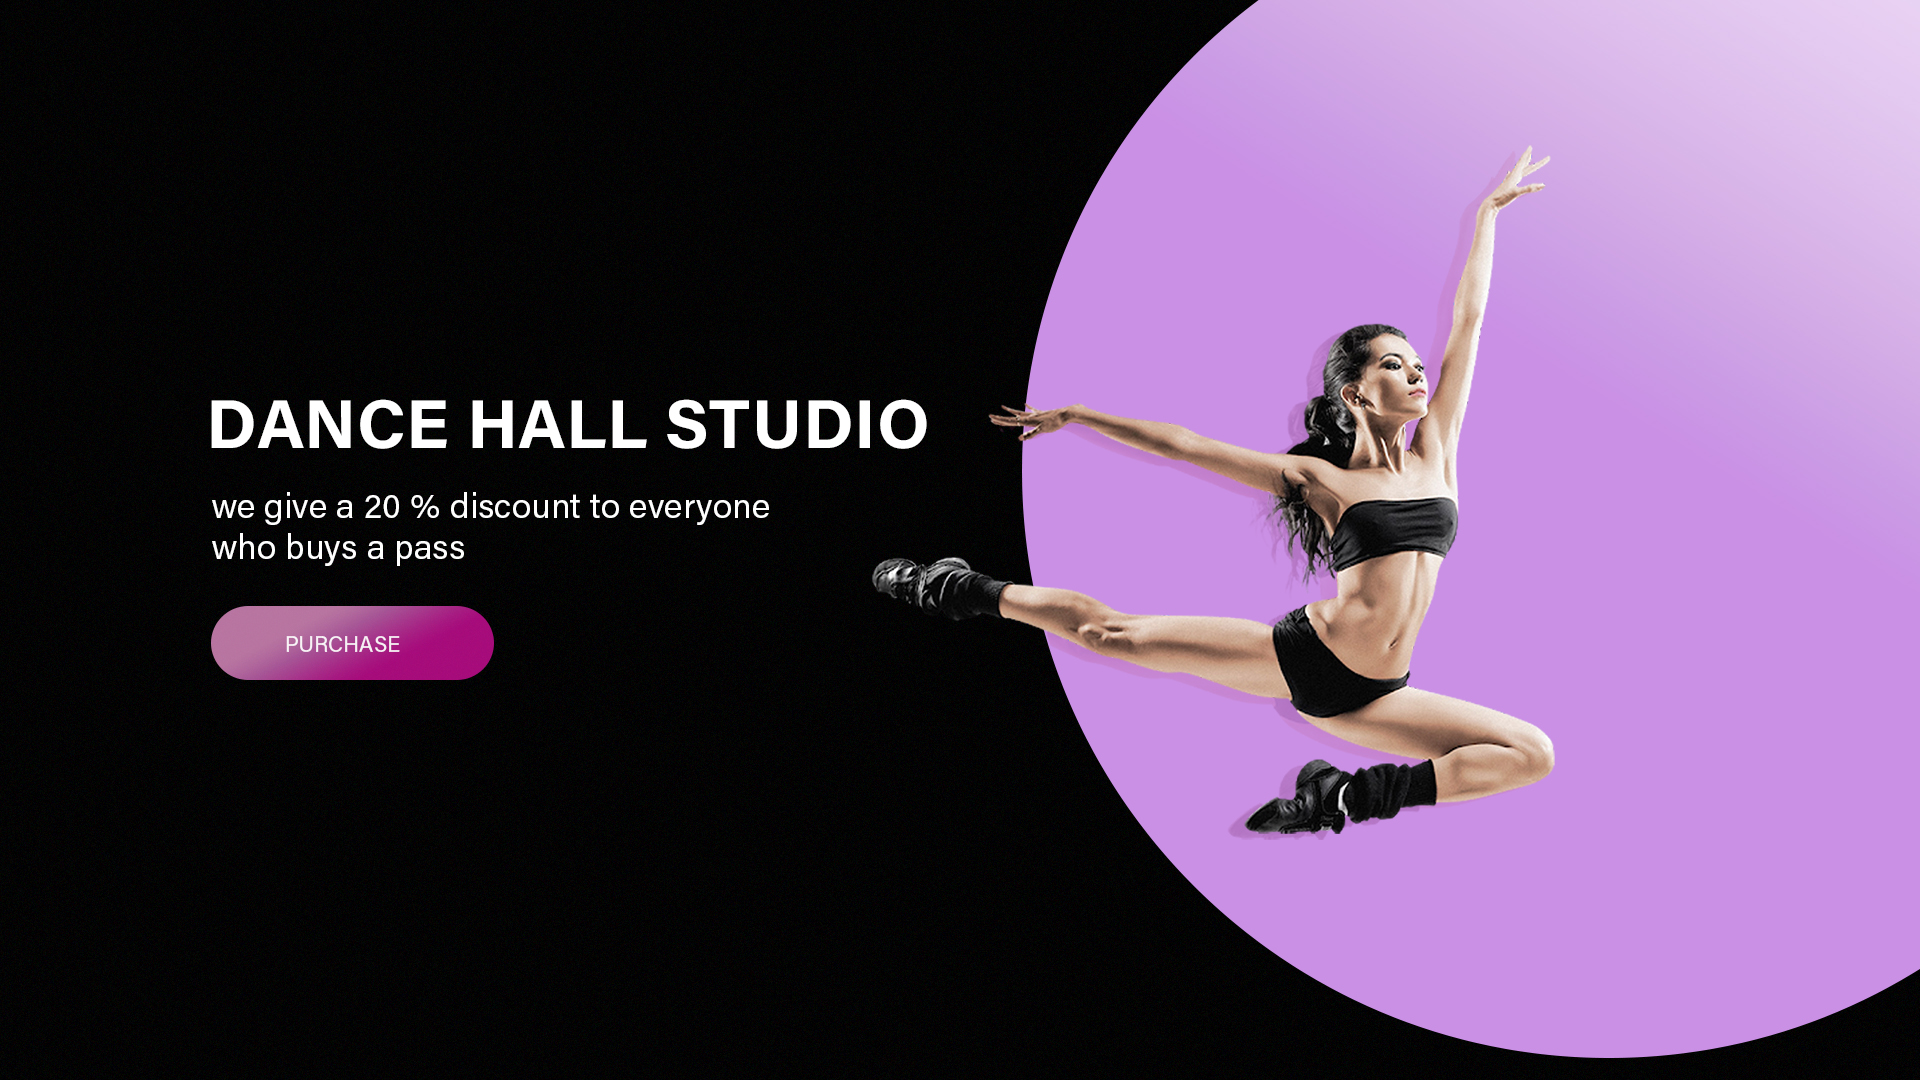 DANCE HALL STUDIO
we give a 20 % discount to everyone
who buys a pass
PURCHASE